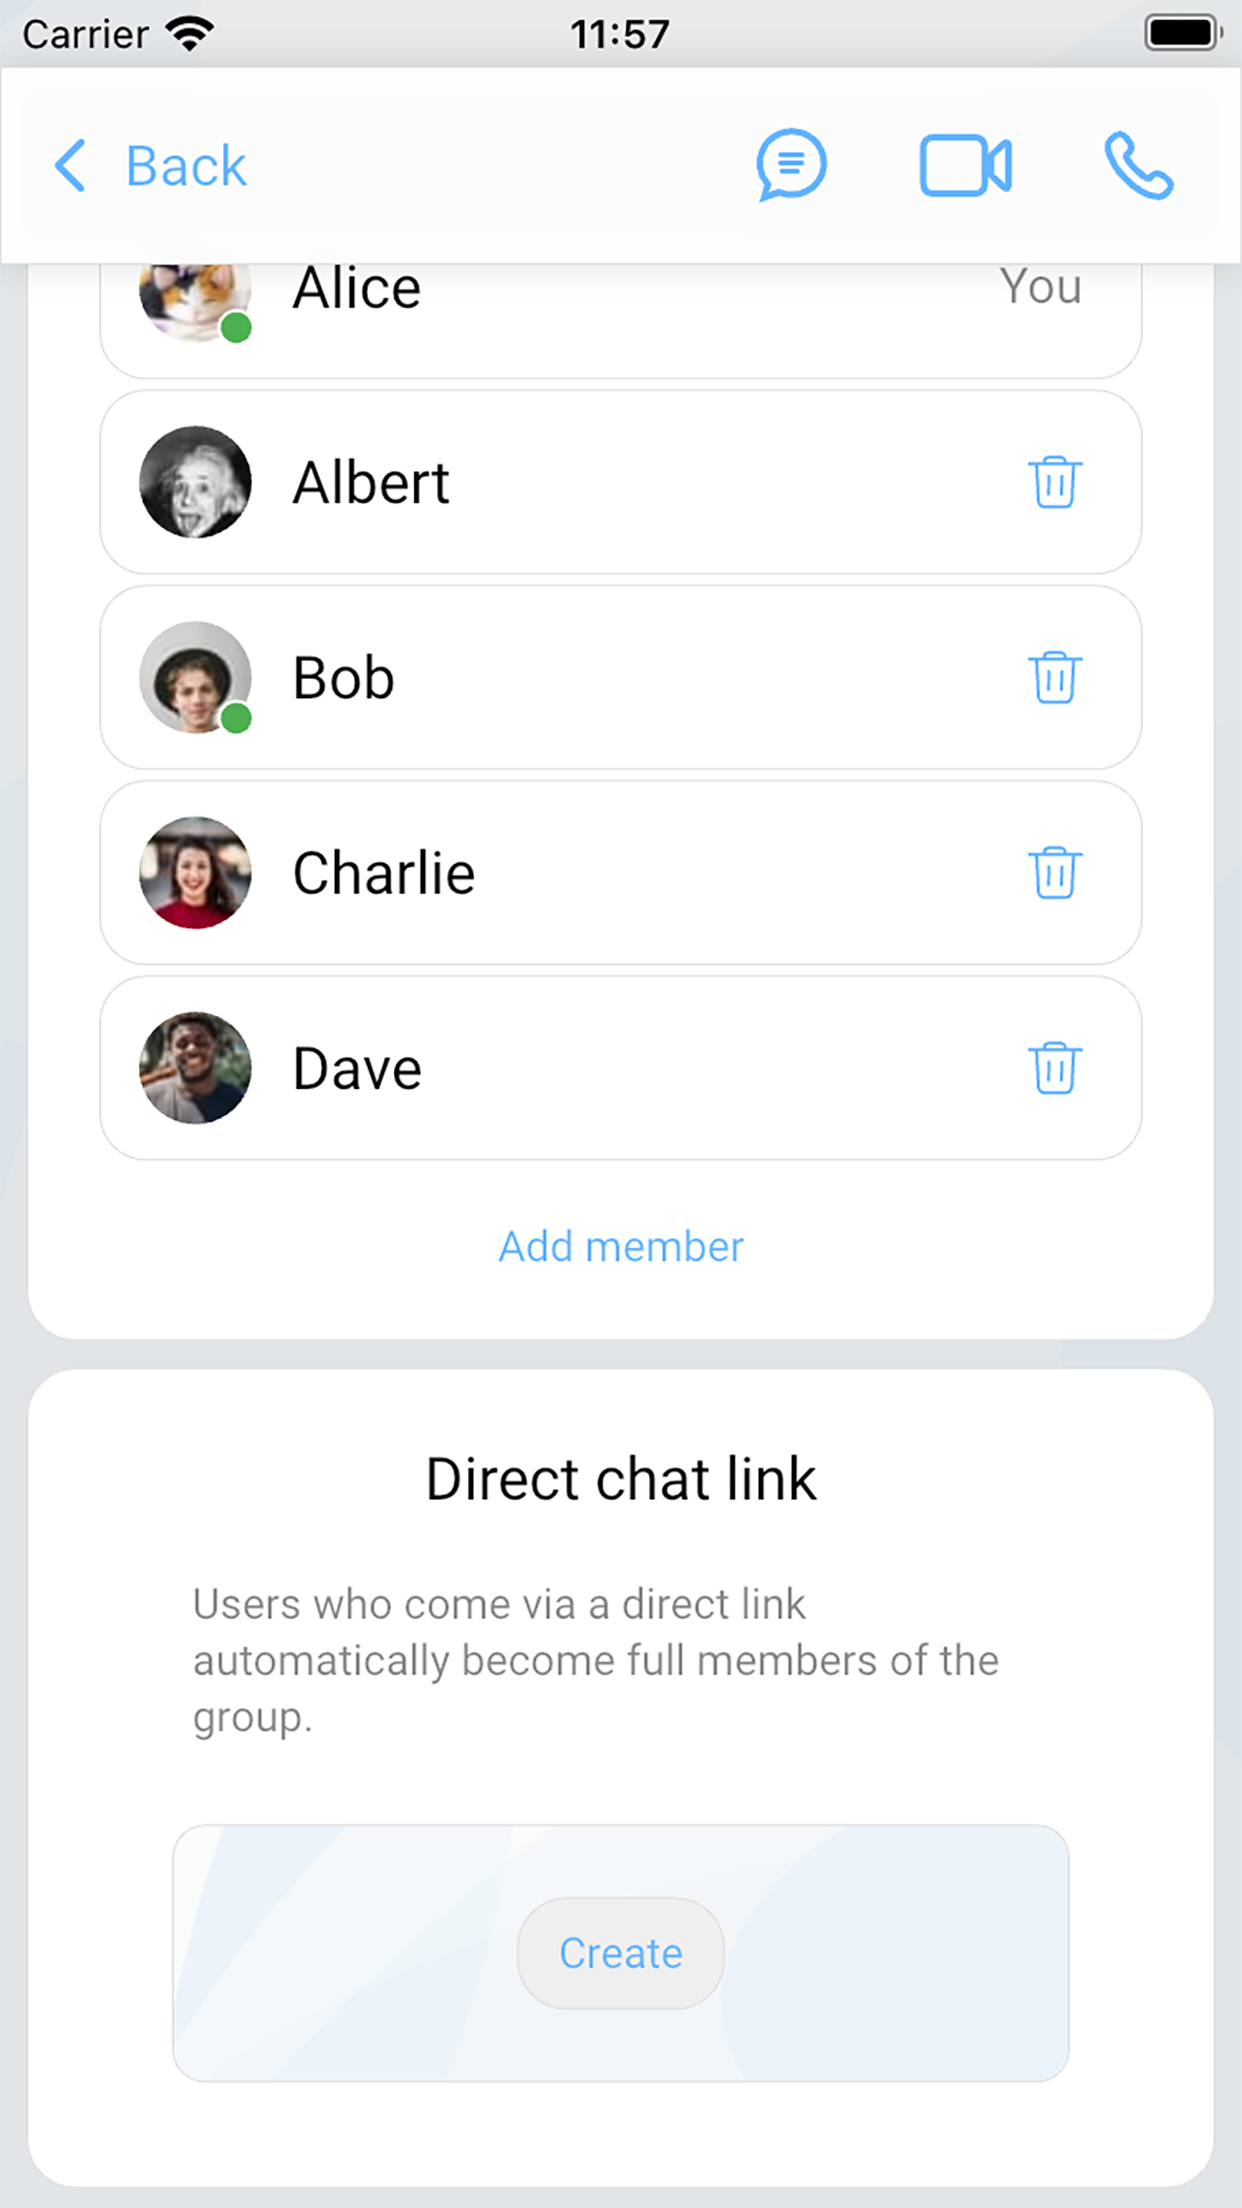 Carrier 11:57
Back
Alice You
Albert
Bob
Charlie
Dave
Add member
Direct chat link
Users who come via a direct link
automatically become full members of the
group.
Create